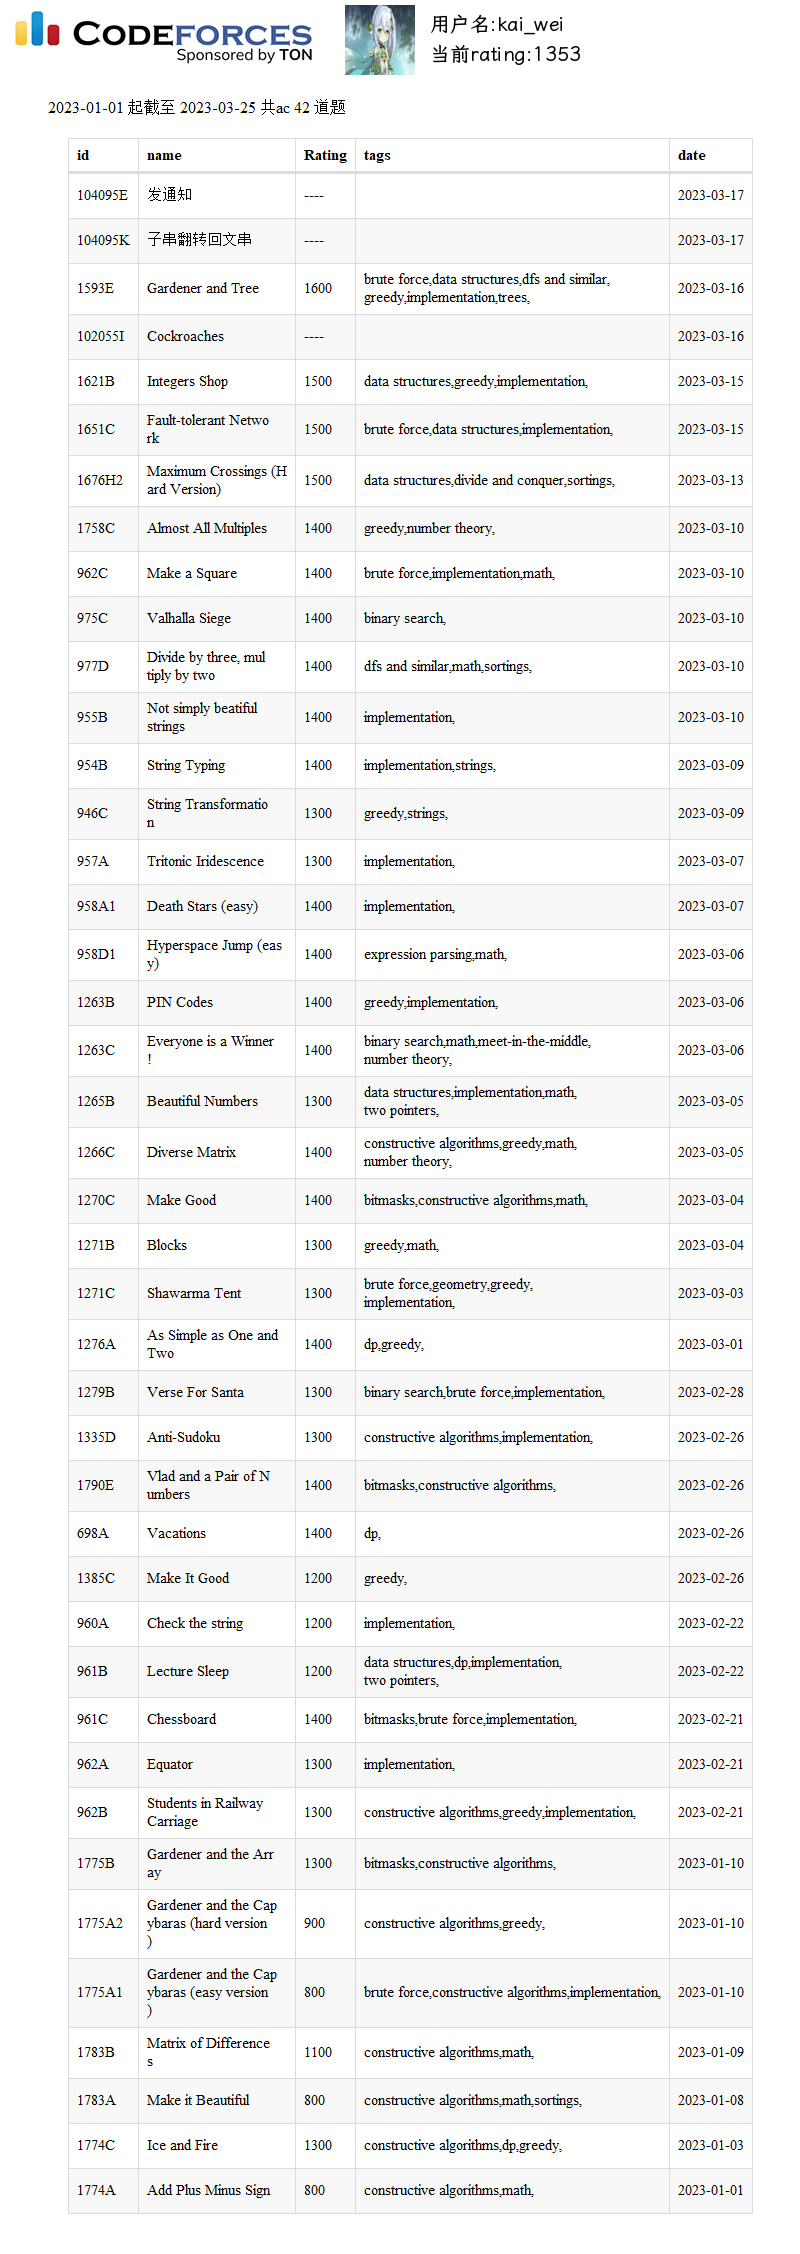 CODEFORCES
Sponsored by TON
用户名:kai_wei
当前rating:1353
2023-01-01 起截至 2023-03-25 共ac 42 道题
id name Rating tags date
104095E 发通知 ---- 2023-03-17
104095K 子串翻转回文串 ---- 2023-03-17
1593E Gardener and Tree 1600 brute force,data structures,dfs and similar,
greedy,implementation,trees, 2023-03-16
102055I Cockroaches ---- 2023-03-16
1621B Integers Shop 1500 data structures,greedy,implementation, 2023-03-15
1651C Fault-tolerant Netwo
rk 1500 brute force,data structures,implementation, 2023-03-15
1676H2 Maximum Crossings (H
ard Version) 1500 data structures,divide and conquer,sortings, 2023-03-13
1758C Almost All Multiples 1400 greedy,number theory, 2023-03-10
962C Make a Square 1400 brute force,implementation,math, 2023-03-10
975C Valhalla Siege 1400 binary search, 2023-03-10
977D Divide by three, mul
tiply by two 1400 dfs and similar,math,sortings, 2023-03-10
955B Not simply beatiful
strings 1400 implementation, 2023-03-10
954B String Typing 1400 implementation,strings, 2023-03-09
946C String Transformatio
n 1300 greedy,strings, 2023-03-09
957A Tritonic Iridescence 1300 implementation, 2023-03-07
958A1 Death Stars (easy) 1400 implementation, 2023-03-07
958D1 Hyperspace Jump (eas
y) 1400 expression parsing,math, 2023-03-06
1263B PIN Codes 1400 greedy,implementation, 2023-03-06
1263C Everyone is a Winner
! 1400 binary search,math,meet-in-the-middle,
number theory, 2023-03-06
1265B Beautiful Numbers 1300 data structures,implementation,math,
two pointers, 2023-03-05
1266C Diverse Matrix 1400 constructive algorithms,greedy,math,
number theory, 2023-03-05
1270C Make Good 1400 bitmasks,constructive algorithms,math, 2023-03-04
1271B Blocks 1300 greedy,math, 2023-03-04
1271C Shawarma Tent 1300 brute force,geometry,greedy,
implementation, 2023-03-03
1276A As Simple as One and
Two 1400 dp,greedy, 2023-03-01
1279B Verse For Santa 1300 binary search,brute force,implementation, 2023-02-28
1335D Anti-Sudoku 1300 constructive algorithms,implementation, 2023-02-26
1790E Vlad and a Pair of N
umbers 1400 bitmasks,constructive algorithms, 2023-02-26
698A Vacations 1400 dp, 2023-02-26
1385C Make It Good 1200 greedy, 2023-02-26
960A Check the string 1200 implementation, 2023-02-22
961B Lecture Sleep 1200 data structures,dp,implementation,
two pointers, 2023-02-22
961C Chessboard 1400 bitmasks,brute force,implementation, 2023-02-21
962A Equator 1300 implementation, 2023-02-21
962B Students in Railway
Carriage 1300 constructive algorithms,greedy,implementation, 2023-02-21
1775B Gardener and the Arr
ay 1300 bitmasks,constructive algorithms, 2023-01-10
1775A2 Gardener and the Cap
ybaras (hard version
) 900 constructive algorithms,greedy, 2023-01-10
1775A1 Gardener and the Cap
ybaras (easy version
) 800 brute force,constructive algorithms,implementation, 2023-01-10
1783B Matrix of Difference
s 1100 constructive algorithms,math, 2023-01-09
1783A Make it Beautiful 800 constructive algorithms,math,sortings, 2023-01-08
1774C Ice and Fire 1300 constructive algorithms,dp,greedy, 2023-01-03
1774A Add Plus Minus Sign 800 constructive algorithms,math, 2023-01-01